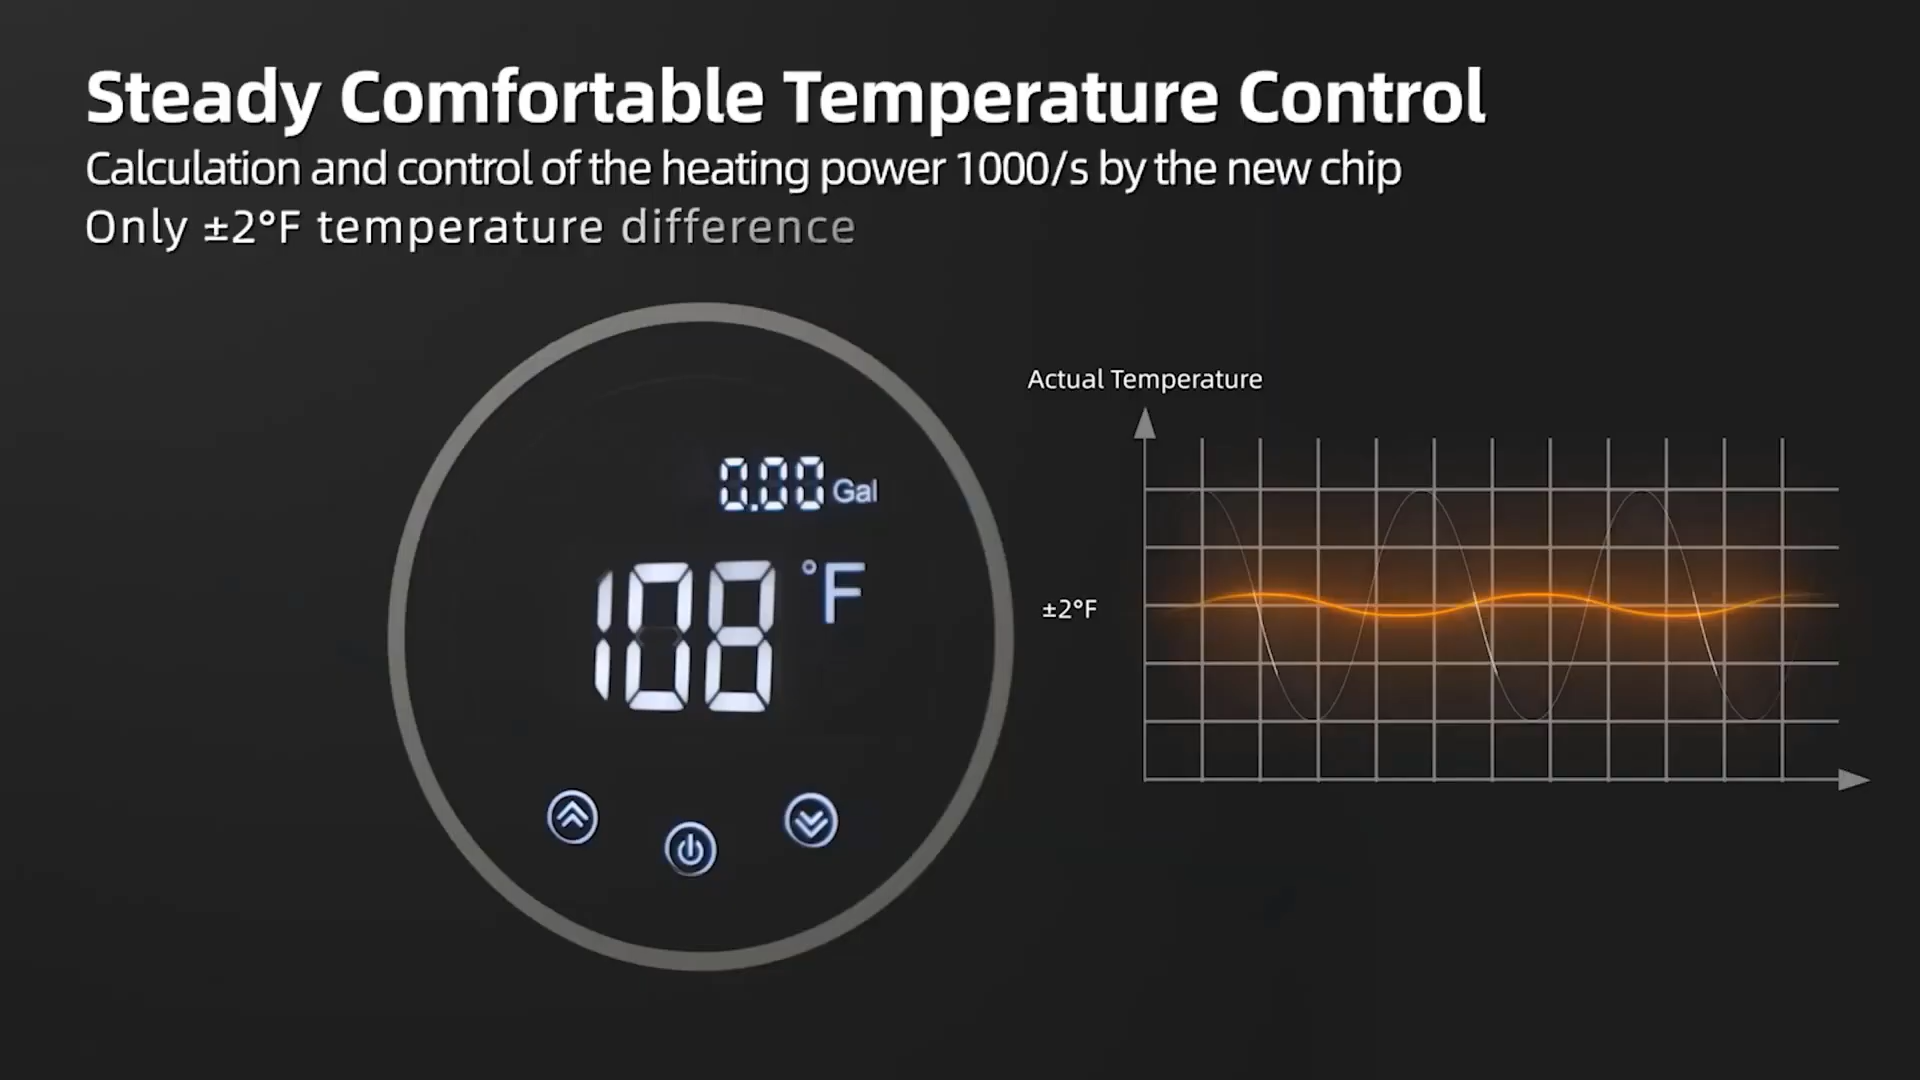 Steady Comfortable Temperature Control
Calculation and control of the heating power 1000/s by the new chip
Only ±2°F temperature difference
Actual Temperature
0.00 Gal
108 °F
±2°F